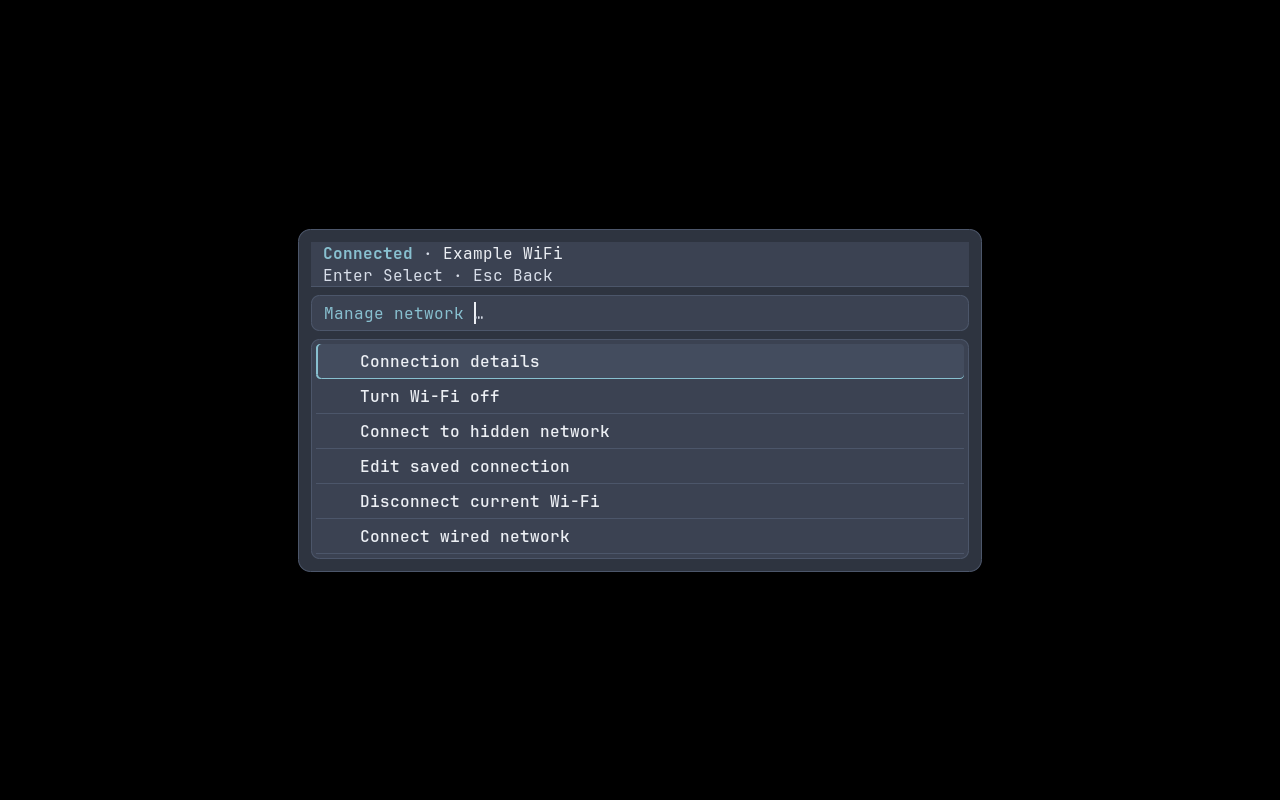 Connected · Example WiFi
Enter Select · Esc Back
Manage network …
Connection details
Turn Wi-Fi off
Connect to hidden network
Edit saved connection
Disconnect current Wi-Fi
Connect wired network